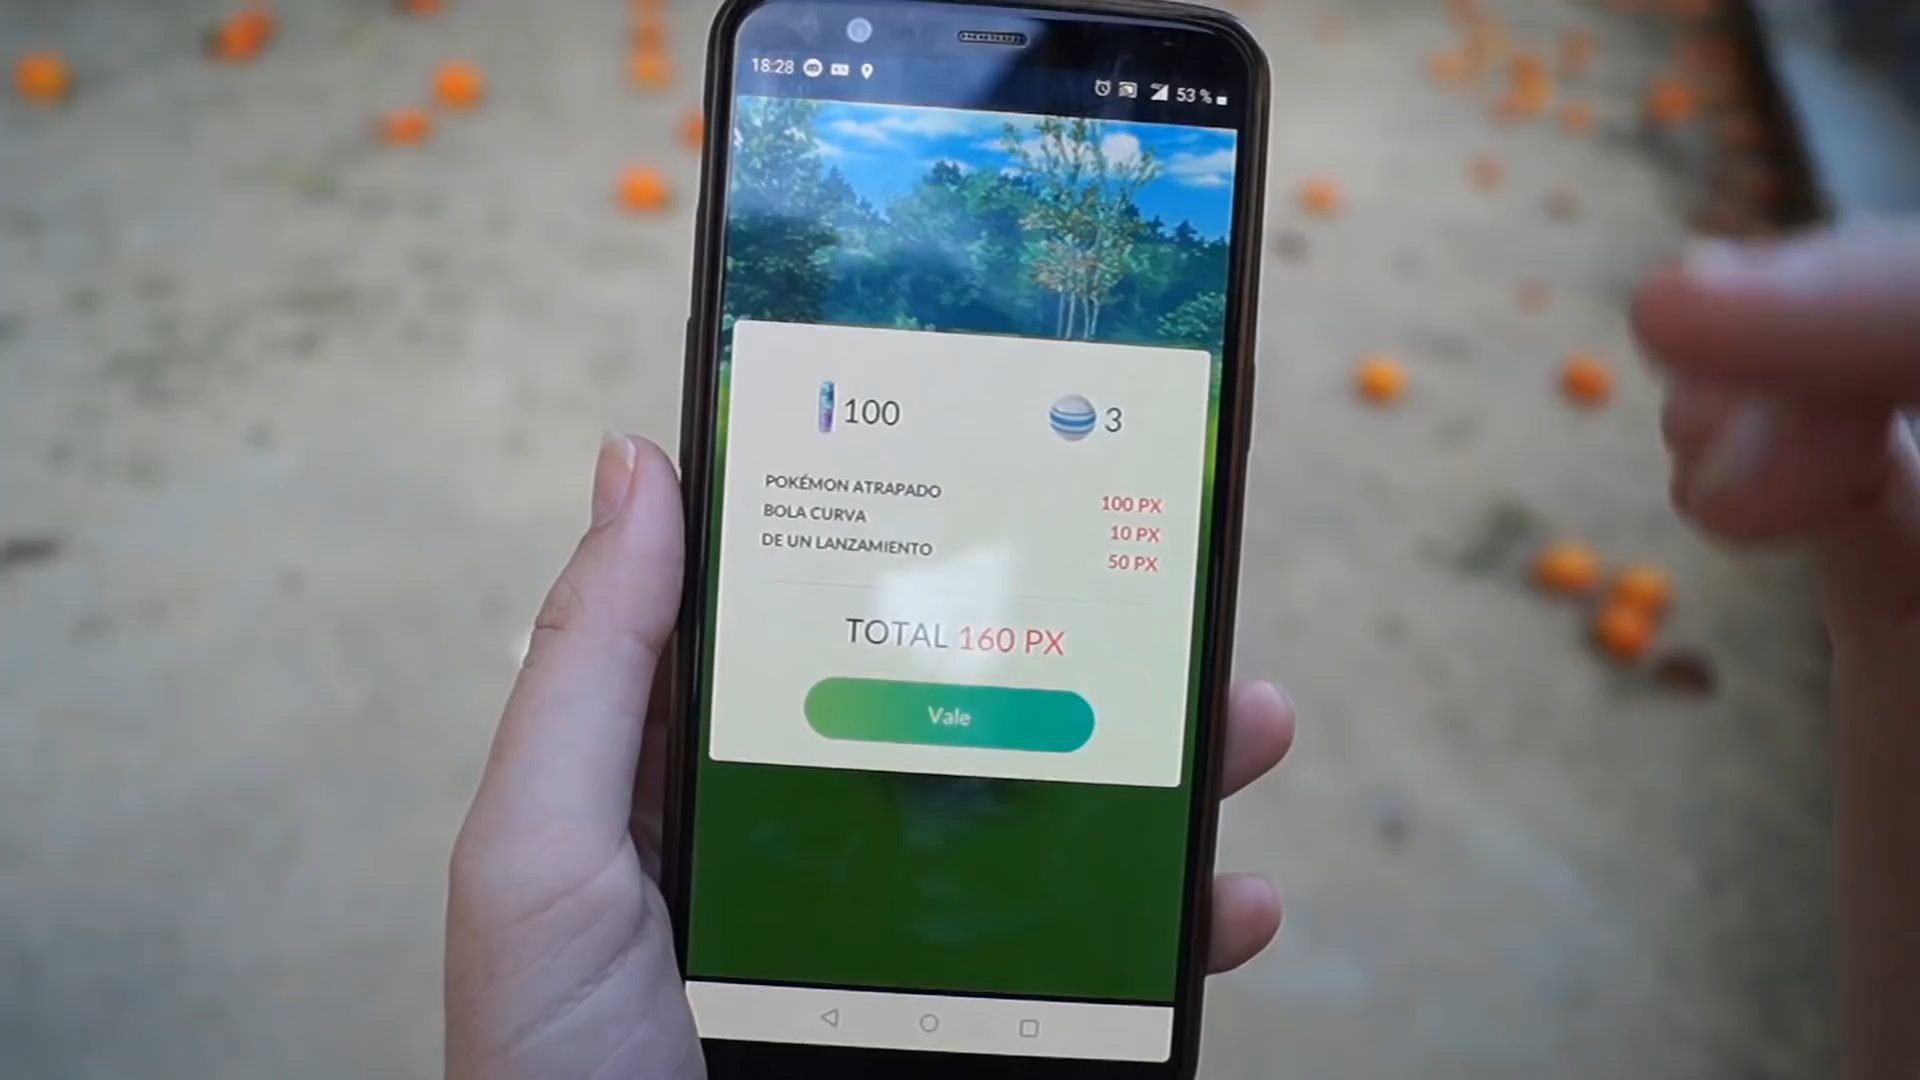 18:28
53 %
100
3
POKÉMON ATRAPADO 100 PX
BOLA CURVA 10 PX
DE UN LANZAMIENTO 50 PX
TOTAL 160 PX
Vale